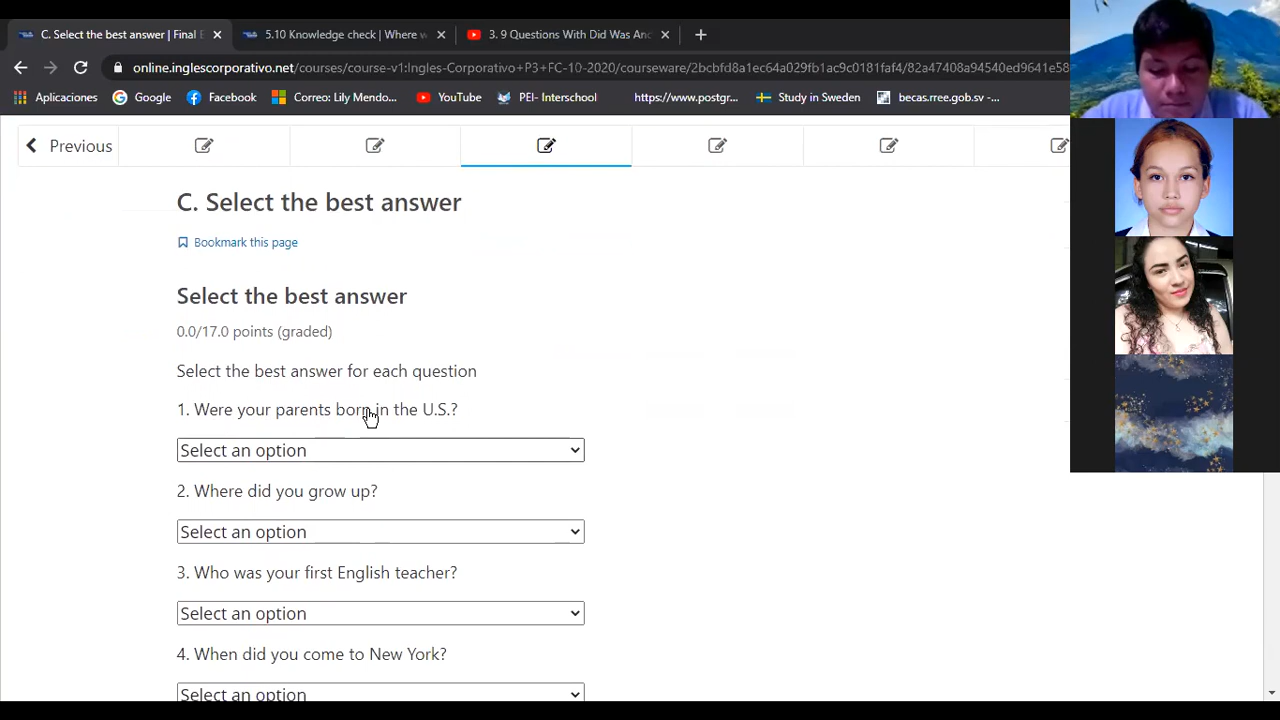 C. Select the best answer | Final E
5.10 Knowledge check | Where w
3. 9 Questions With Did Was Anc
online.inglescorporativo.net/courses/course-v1:Ingles-Corporativo+P3+FC-10-2020/courseware/2bcbfd8a1ec64a029fb1ac9c0181faf4/82a47408a94540ed9641e58
Aplicaciones
Google
Facebook
Correo: Lily Mendo...
YouTube
PEI- Interschool
https://www.postgr...
Study in Sweden
becas.rree.gob.sv –...
Previous
C. Select the best answer
Bookmark this page
Select the best answer
0.0/17.0 points (graded)
Select the best answer for each question
1. Were your parents born in the U.S.?
Select an option
2. Where did you grow up?
Select an option
3. Who was your first English teacher?
Select an option
4. When did you come to New York?
Select an option